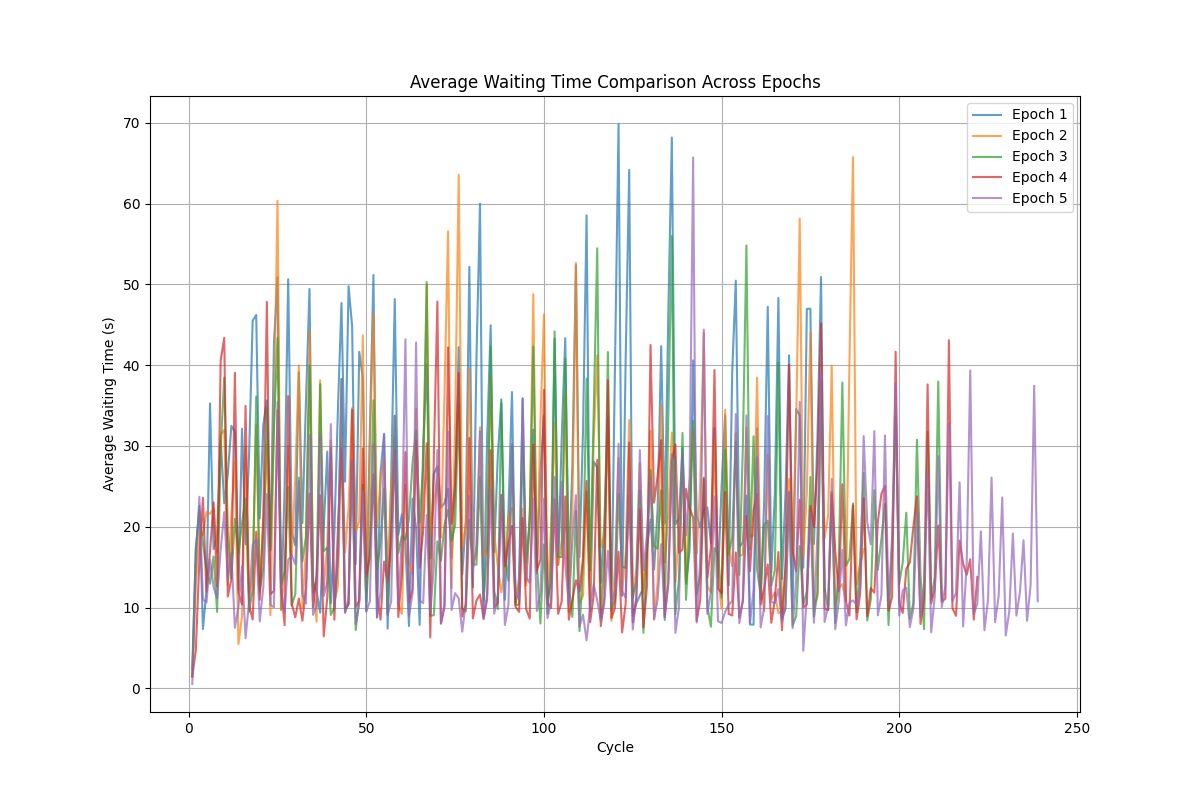 Average Waiting Time Comparison Across Epochs
Epoch 1
Epoch 2
Epoch 3
Epoch 4
Epoch 5
Average Waiting Time (s)
70
60
50
40
30
20
10
0
0 50 100 150 200 250
Cycle